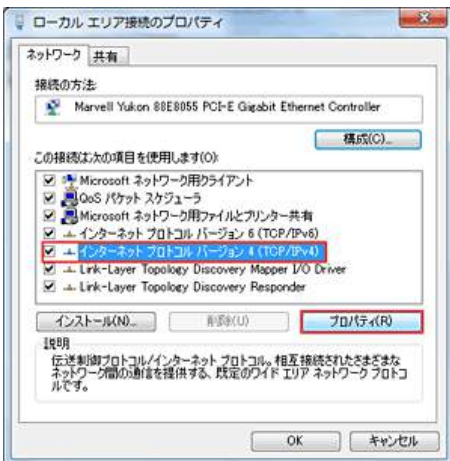 ローカル エリア接続のプロパティ
ネットワーク 共有
接続の方法:
Marvell Yukon 88E8055 PCI-E Gigabit Ethernet Controller
構成(C)...
この接続は次の項目を使用します(O):
Microsoft ネットワーク用クライアント
QoS パケット スケジューラ
Microsoft ネットワーク用ファイルとプリンター共有
インターネット プロトコル バージョン 6 (TCP/IPv6)
インターネット プロトコル バージョン 4 (TCP/IPv4)
Link-Layer Topology Discovery Mapper I/O Driver
Link-Layer Topology Discovery Responder
インストール(N)... 削除(U) プロパティ(R)
説明
伝送制御プロトコル/インターネット プロトコル。相互接続されたさまざまな
ネットワーク間の通信を提供する、既定のワイド エリア ネットワーク プロトコ
ルです。
OK キャンセル